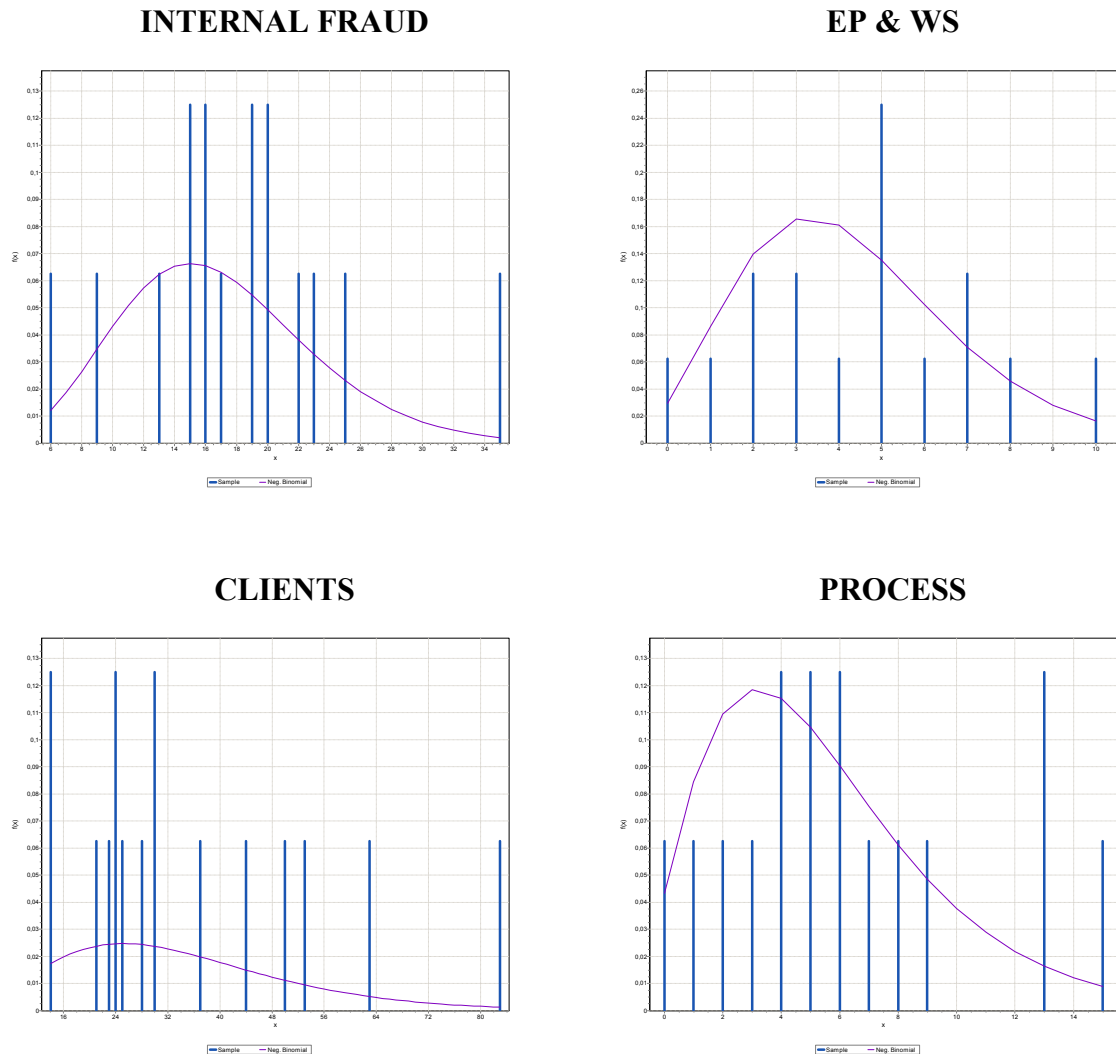 INTERNAL FRAUD
EP & WS
0,13
0,12
0,11
0,1
0,09
0,08
0,07
0,06
0,05
0,04
0,03
0,02
0,01
0
f(x)
6 8 10 12 14 16 18 20 22 24 26 28 30 32 34
x
Sample Neg. Binomial
0,26
0,24
0,22
0,2
0,18
0,16
0,14
0,12
0,1
0,08
0,06
0,04
0,02
0
f(x)
0 1 2 3 4 5 6 7 8 9 10
x
Sample Neg. Binomial
CLIENTS
PROCESS
0,13
0,12
0,11
0,1
0,09
0,08
0,07
0,06
0,05
0,04
0,03
0,02
0,01
0
f(x)
16 24 32 40 48 56 64 72 80
x
Sample Neg. Binomial
0,13
0,12
0,11
0,1
0,09
0,08
0,07
0,06
0,05
0,04
0,03
0,02
0,01
0
f(x)
0 2 4 6 8 10 12 14
x
Sample Neg. Binomial